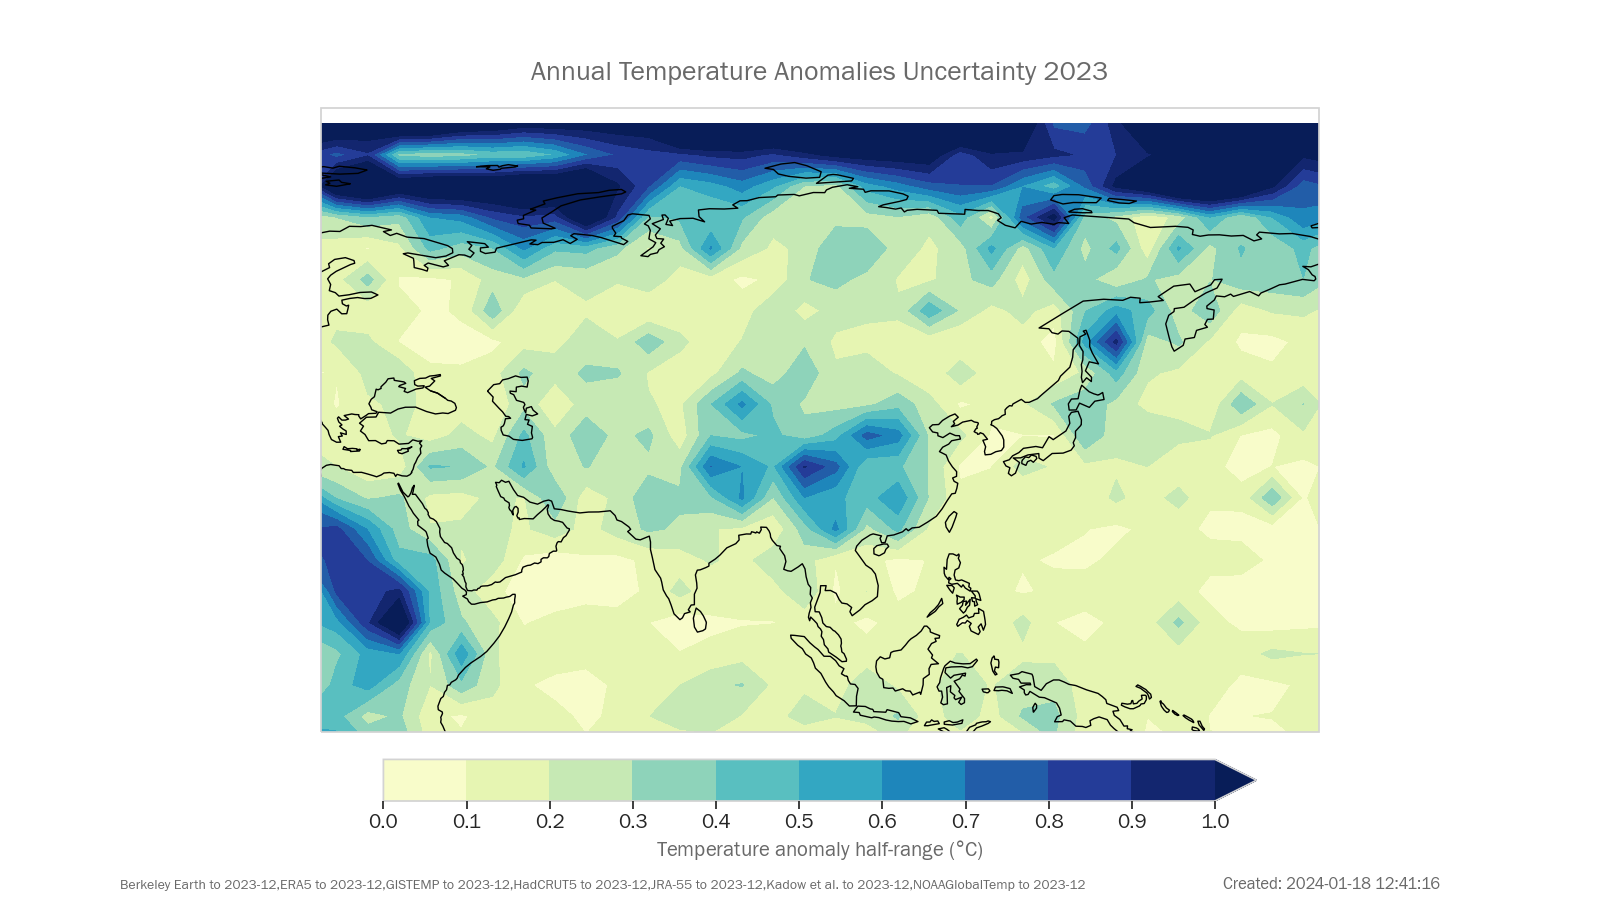 Annual Temperature Anomalies Uncertainty 2023
0.0 0.1 0.2 0.3 0.4 0.5 0.6 0.7 0.8 0.9 1.0
Temperature anomaly half-range (°C)
Berkeley Earth to 2023-12,ERA5 to 2023-12,GISTEMP to 2023-12,HadCRUT5 to 2023-12,JRA-55 to 2023-12,Kadow et al. to 2023-12,NOAAGlobalTemp to 2023-12
Created: 2024-01-18 12:41:16